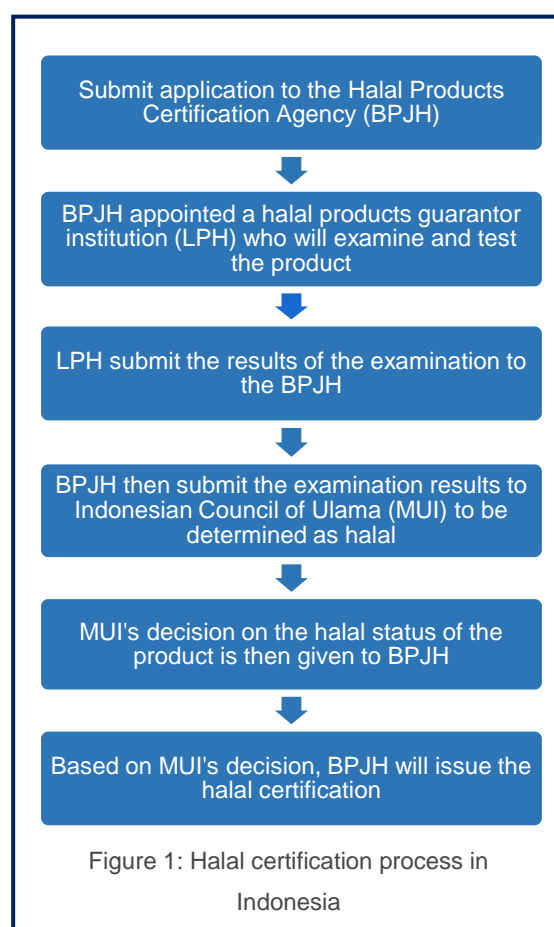 Submit application to the Halal Products
Certification Agency (BPJH)
BPJH appointed a halal products guarantor
institution (LPH) who will examine and test
the product
LPH submit the results of the examination to
the BPJH
BPJH then submit the examination results to
Indonesian Council of Ulama (MUI) to be
determined as halal
MUI's decision on the halal status of the
product is then given to BPJH
Based on MUI's decision, BPJH will issue the
halal certification
Figure 1: Halal certification process in
Indonesia